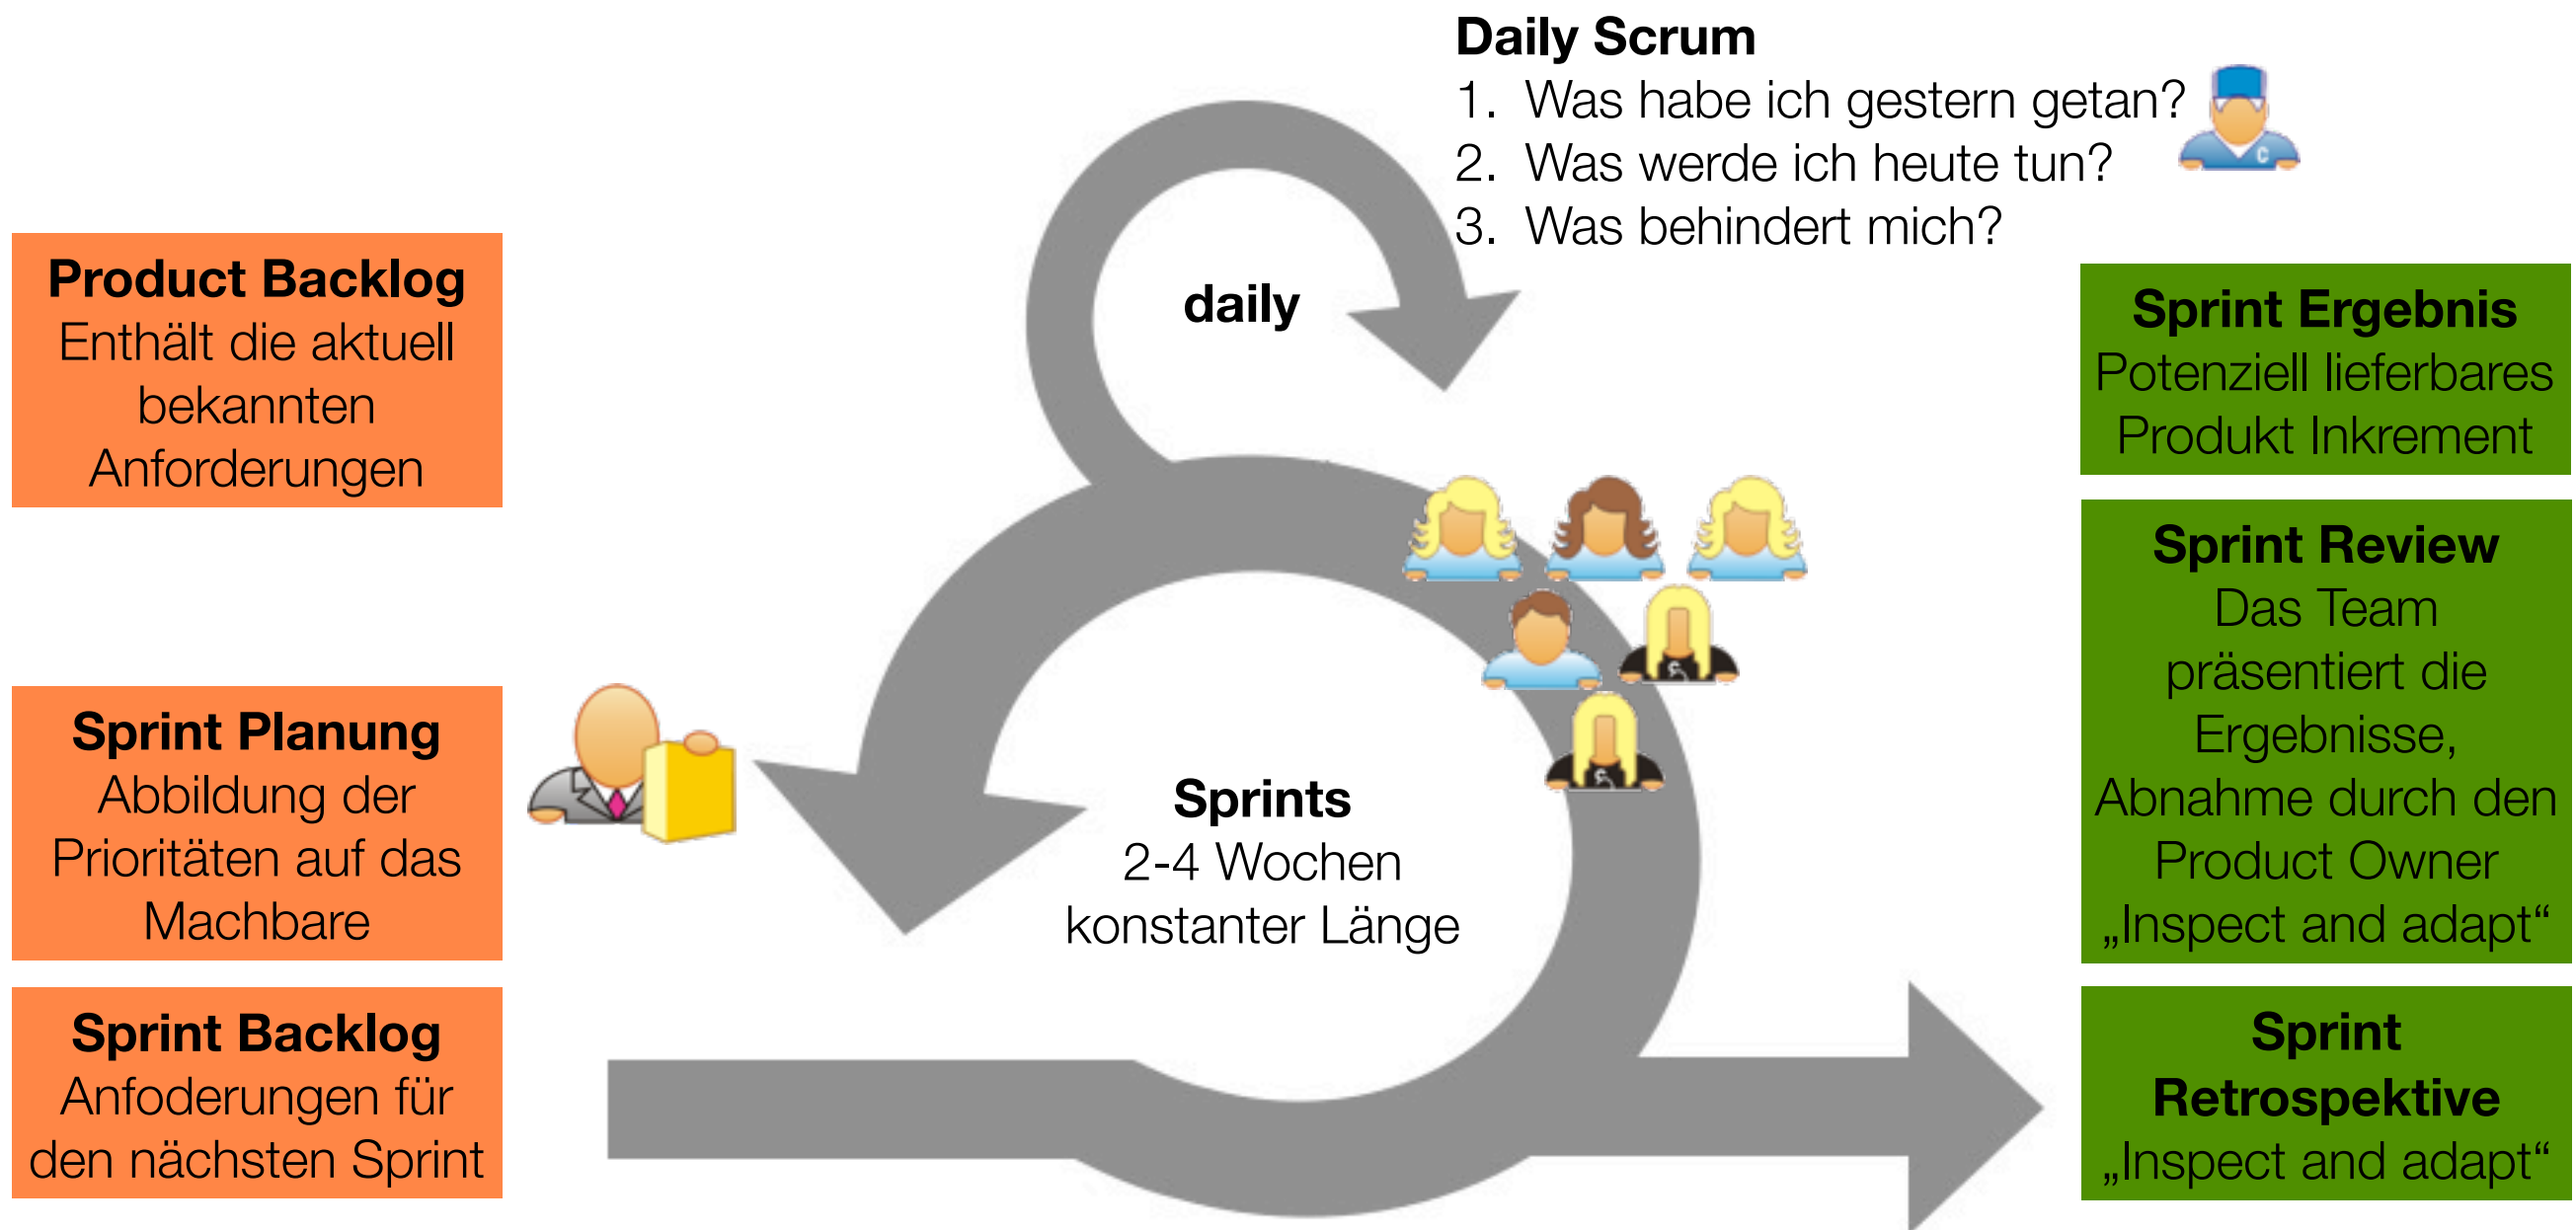 Daily Scrum
1. Was habe ich gestern getan?
2. Was werde ich heute tun?
3. Was behindert mich?
daily
Product Backlog
Enthält die aktuell
bekannten
Anforderungen
Sprint Planung
Abbildung der
Prioritäten auf das
Machbare
Sprint Backlog
Anfoderungen für
den nächsten Sprint
Sprints
2-4 Wochen
konstanter Länge
Sprint Ergebnis
Potenziell lieferbares
Produkt Inkrement
Sprint Review
Das Team
präsentiert die
Ergebnisse,
Abnahme durch den
Product Owner
„Inspect and adapt“
Sprint
Retrospektive
„Inspect and adapt“
C